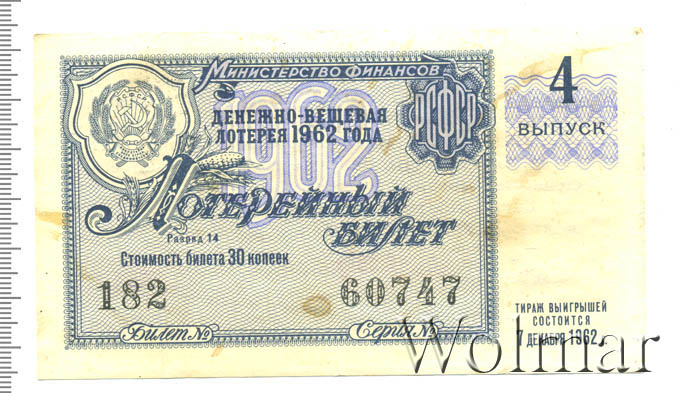 Министерство Финансов
РСФСР
1962
ДЕНЕЖНО-ВЕЩЕВАЯ
ЛОТЕРЕЯ 1962 ГОДА
Лотерейный
БИЛЕТ
Разряд 14
Стоимость билета 30 копеек
182 60747
Билет № Серия №
4
ВЫПУСК
ТИРАЖ ВЫИГРЫШЕЙ
СОСТОИТСЯ
7 ДЕКАБРЯ 1962
Wolmar